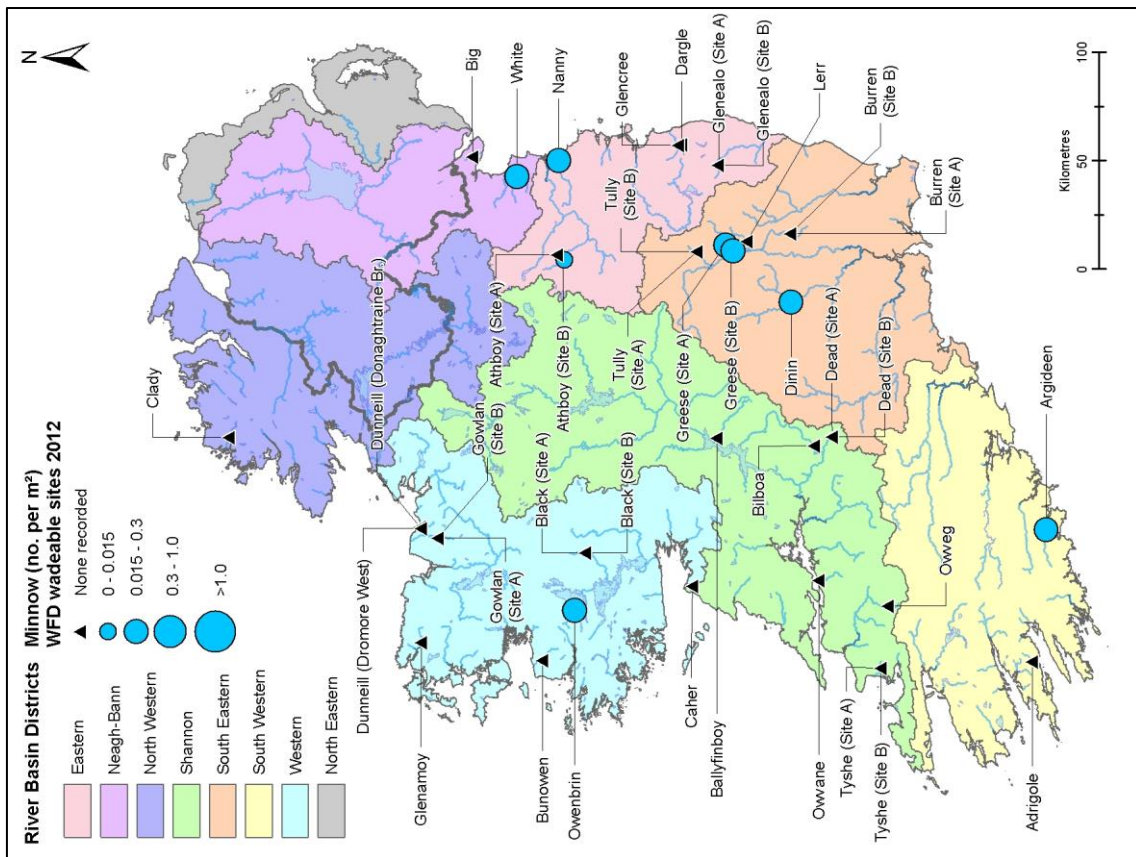 River Basin Districts
Eastern
Neagh-Bann
North Western
Shannon
South Eastern
South Western
Western
North Eastern
Minnow (no. per m²)
WFD wadeable sites 2012
None recorded
0 - 0.015
0.015 - 0.3
0.3 - 1.0
>1.0
N
Clady
Dunneill (Donaghtraine Br.)
Dunneill (Dromore West)
Gowlan
(Site B)
Gowlan
(Site A)
Glenamoy
Bunowen
Owenbrin
Black (Site A)
Black (Site B)
Athboy (Site A)
Athboy (Site B)
Big
White
Nanny
Glencree
Dargle
Glenealo (Site A)
Glenealo (Site B)
Lerr
Tully
(Site B)
Tully
(Site A)
Greese (Site A)
Greese (Site B)
Burren
(Site B)
Burren
(Site A)
Dinin
Dead (Site A)
Dead (Site B)
Bilboa
Ballyfinboy
Caher
Owvane
Tyshe (Site A)
Tyshe (Site B)
Owveg
Adrigole
Argideen
0
50
100
Kilometres